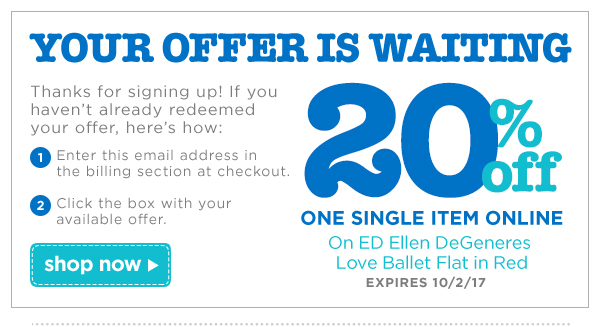 YOUR OFFER IS WAITING
Thanks for signing up! If you
haven't already redeemed
your offer, here's how:
1 Enter this email address in
the billing section at checkout.
2 Click the box with your
available offer.
shop now
20% off
ONE SINGLE ITEM ONLINE
On ED Ellen DeGeneres
Love Ballet Flat in Red
EXPIRES 10/2/17